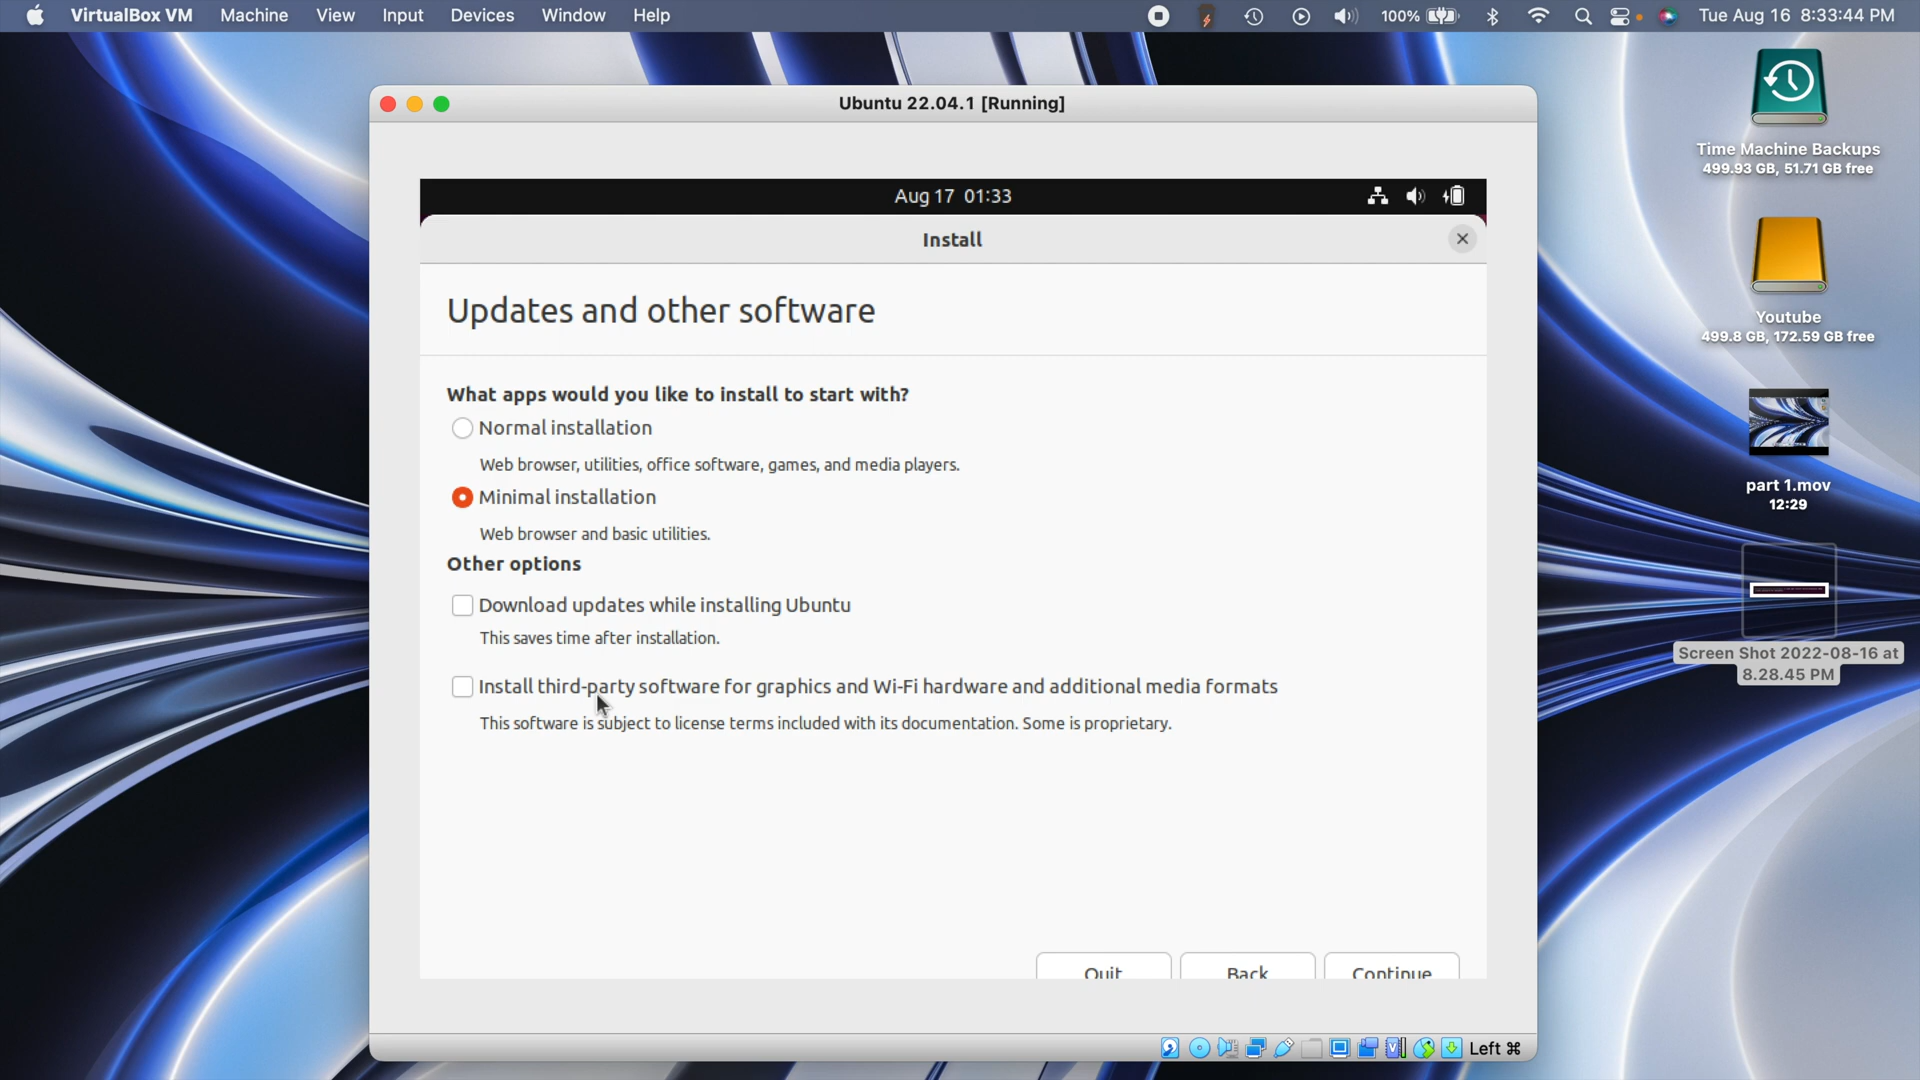 VirtualBox VM Machine View Input Devices Window Help 100% Tue Aug 16 8:33:44 PM
Ubuntu 22.04.1 [Running]
Aug 17 01:33
Install
Updates and other software
What apps would you like to install to start with?
Normal installation
Web browser, utilities, office software, games, and media players.
Minimal installation
Web browser and basic utilities.
Other options
Download updates while installing Ubuntu
This saves time after installation.
Install third-party software for graphics and Wi-Fi hardware and additional media formats
This software is subject to license terms included with its documentation. Some is proprietary.
Quit Back Continue
Left ⌘
Time Machine Backups
499.93 GB, 51.71 GB free
Youtube
499.8 GB, 172.59 GB free
part 1.mov
12:29
Screen Shot 2022-08-16 at
8.28.45 PM